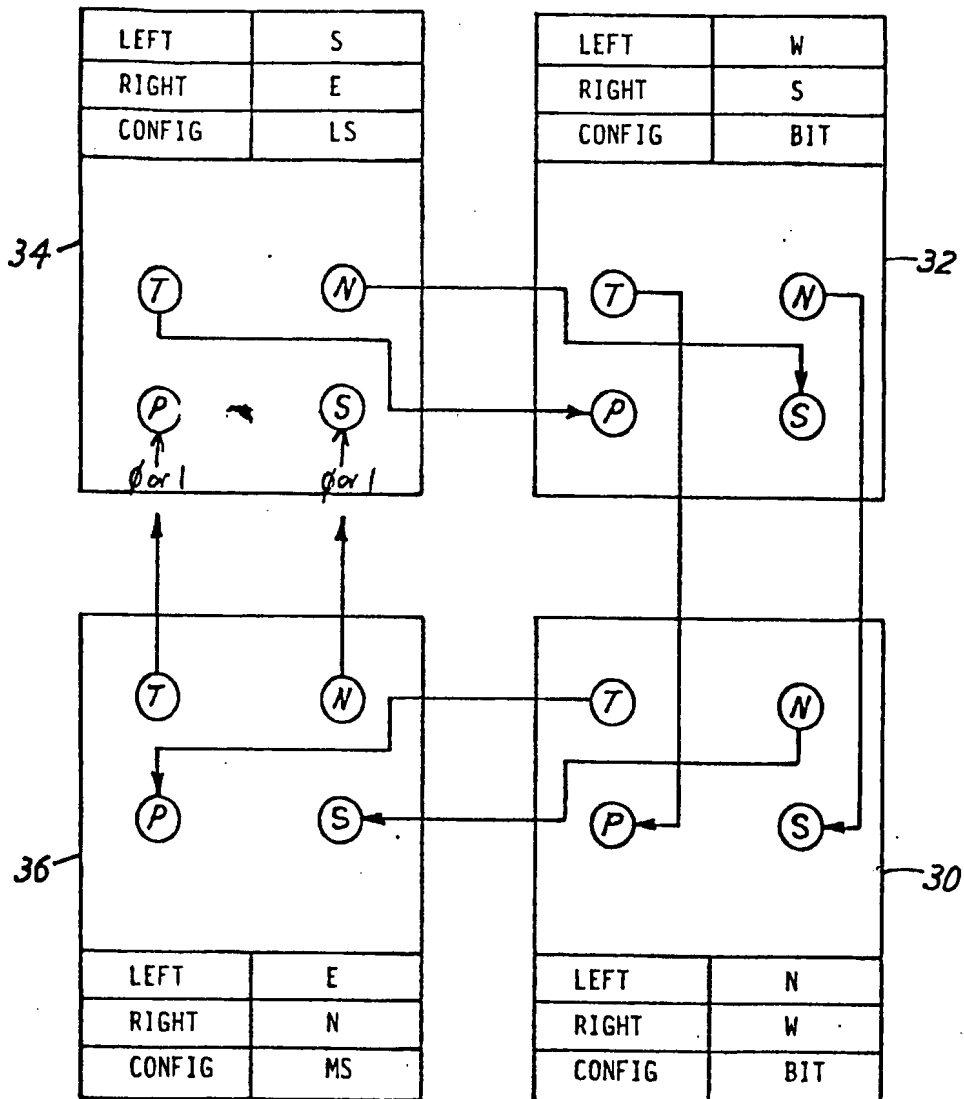 LEFT S
RIGHT E
CONFIG LS
LEFT W
RIGHT S
CONFIG BIT
34
32
T N
T N
P S
P S
φ or 1 φ or 1
T N
T N
P S
P S
36
30
LEFT E
RIGHT N
CONFIG MS
LEFT N
RIGHT W
CONFIG BIT